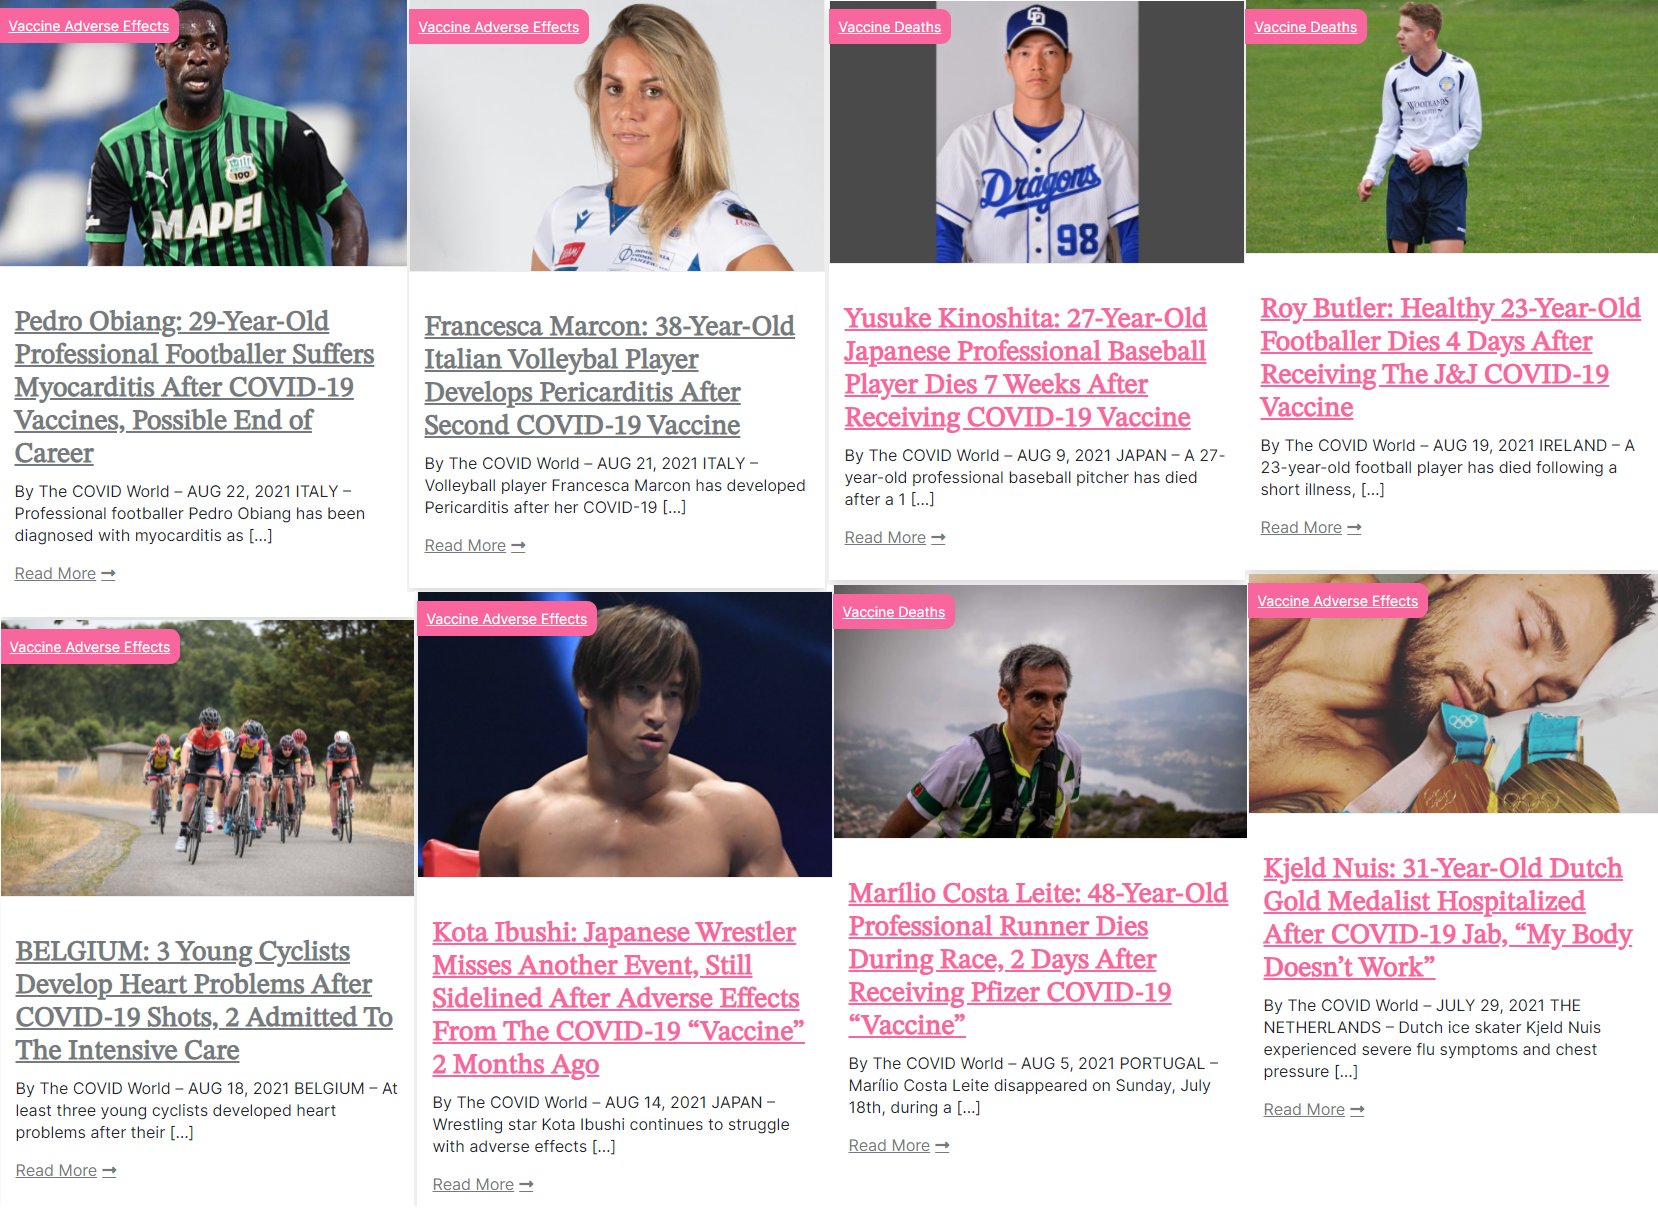 Vaccine Adverse Effects
MAPEI
100
Pedro Obiang: 29-Year-Old
Professional Footballer Suffers
Myocarditis After COVID-19
Vaccines, Possible End of
Career
By The COVID World – AUG 22, 2021 ITALY –
Professional footballer Pedro Obiang has been
diagnosed with myocarditis as [...]
Read More →
Vaccine Adverse Effects
Francesca Marcon: 38-Year-Old
Italian Volleybal Player
Develops Pericarditis After
Second COVID-19 Vaccine
By The COVID World – AUG 21, 2021 ITALY –
Volleyball player Francesca Marcon has developed
Pericarditis after her COVID-19 [...]
Read More →
Vaccine Deaths
CD
Dragons
98
Yusuke Kinoshita: 27-Year-Old
Japanese Professional Baseball
Player Dies 7 Weeks After
Receiving COVID-19 Vaccine
By The COVID World – AUG 9, 2021 JAPAN – A 27-
year-old professional baseball pitcher has died
after a 1 [...]
Read More →
Vaccine Deaths
WOODLANDS
Roy Butler: Healthy 23-Year-Old
Footballer Dies 4 Days After
Receiving The J&J COVID-19
Vaccine
By The COVID World – AUG 19, 2021 IRELAND – A
23-year-old football player has died following a
short illness, [...]
Read More →
Vaccine Adverse Effects
BELGIUM: 3 Young Cyclists
Develop Heart Problems After
COVID-19 Shots, 2 Admitted To
The Intensive Care
By The COVID World – AUG 18, 2021 BELGIUM – At
least three young cyclists developed heart
problems after their [...]
Read More →
Vaccine Adverse Effects
Kota Ibushi: Japanese Wrestler
Misses Another Event, Still
Sidelined After Adverse Effects
From The COVID-19 “Vaccine”
2 Months Ago
By The COVID World – AUG 14, 2021 JAPAN –
Wrestling star Kota Ibushi continues to struggle
with adverse effects [...]
Read More →
Vaccine Deaths
Marílio Costa Leite: 48-Year-Old
Professional Runner Dies
During Race, 2 Days After
Receiving Pfizer COVID-19
“Vaccine”
By The COVID World – AUG 5, 2021 PORTUGAL –
Marílio Costa Leite disappeared on Sunday, July
18th, during a [...]
Read More →
Vaccine Adverse Effects
Kjeld Nuis: 31-Year-Old Dutch
Gold Medalist Hospitalized
After COVID-19 Jab, “My Body
Doesn’t Work”
By The COVID World – JULY 29, 2021 THE
NETHERLANDS – Dutch ice skater Kjeld Nuis
experienced severe flu symptoms and chest
pressure [...]
Read More →